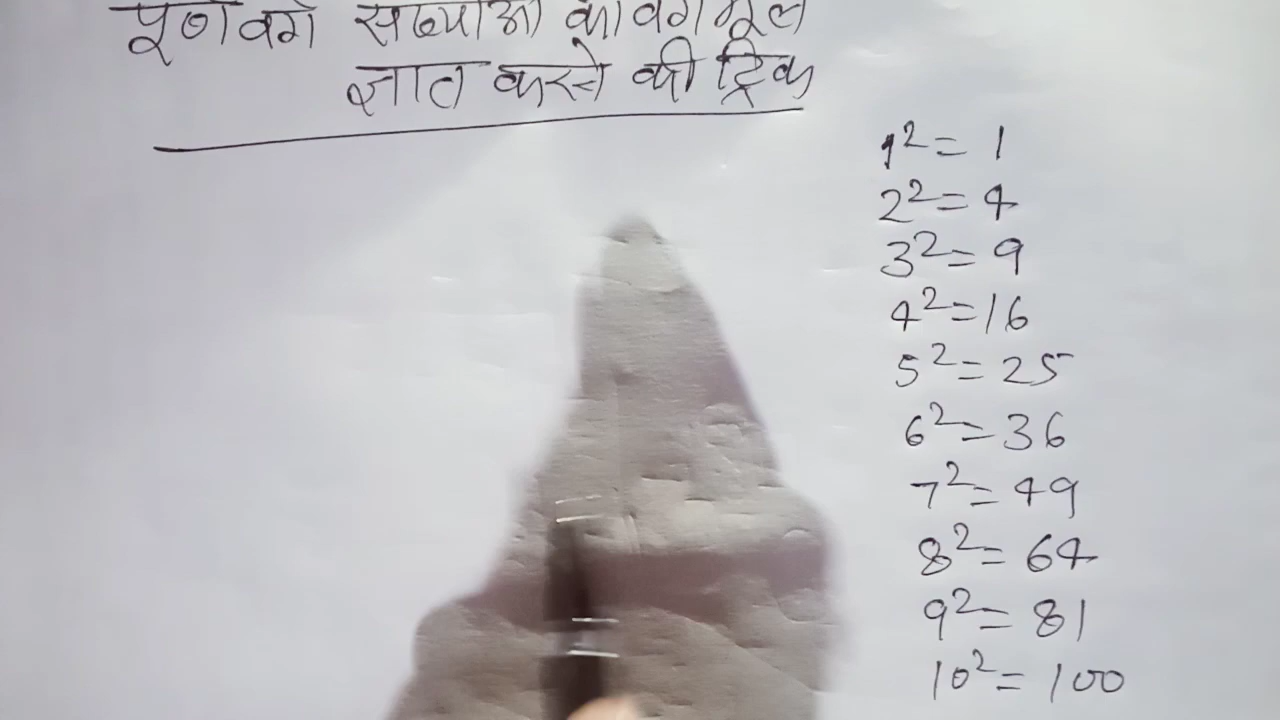 पूर्ण वर्ग संख्याओं का वर्गमूल
ज्ञात करने की ट्रिक
1² = 1
2² = 4
3² = 9
4² = 16
5² = 25
6² = 36
7² = 49
8² = 64
9² = 81
10² = 100